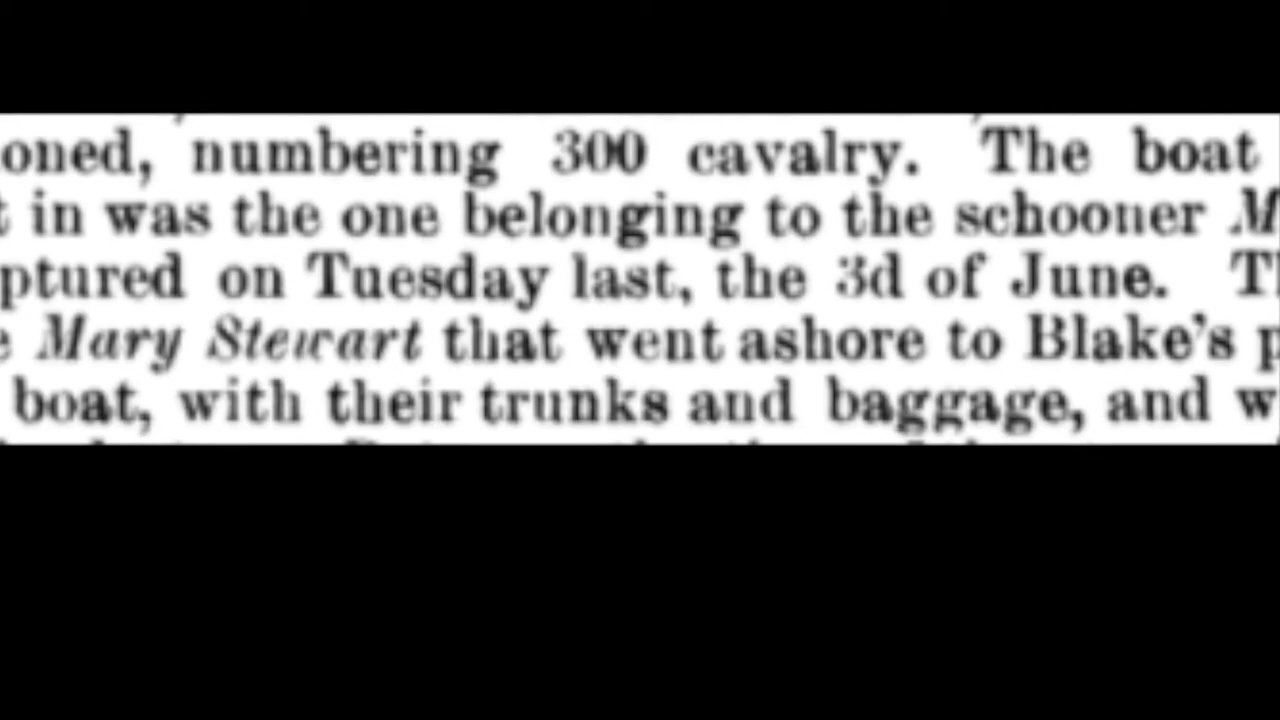 oned, numbering 300 cavalry. The boat
t in was the one belonging to the schooner M
ptured on Tuesday last, the 3d of June. Th
e Mary Stewart that went ashore to Blake's p
boat, with their trunks and baggage, and w